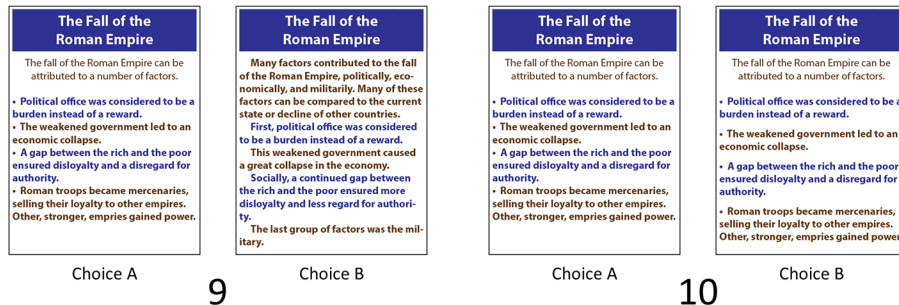 The Fall of the
Roman Empire
The fall of the Roman Empire can be
attributed to a number of factors.
• Political office was considered to be a
burden instead of a reward.
• The weakened government led to an
economic collapse.
• A gap between the rich and the poor
ensured disloyalty and a disregard for
authority.
• Roman troops became mercenaries,
selling their loyalty to other empires.
Other, stronger, empries gained power.
Choice A
The Fall of the
Roman Empire
Many factors contributed to the fall
of the Roman Empire, politically, eco-
nomically, and militarily. Many of these
factors can be compared to the current
state or decline of other countries.
First, political office was considered
to be a burden instead of a reward.
This weakened government caused
a great collapse in the economy.
Socially, a continued gap between
the rich and the poor ensured more
disloyalty and less regard for authori-
ty.
The last group of factors was the mil-
itary.
Choice B
9
The Fall of the
Roman Empire
The fall of the Roman Empire can be
attributed to a number of factors.
• Political office was considered to be a
burden instead of a reward.
• The weakened government led to an
economic collapse.
• A gap between the rich and the poor
ensured disloyalty and a disregard for
authority.
• Roman troops became mercenaries,
selling their loyalty to other empires.
Other, stronger, empries gained power.
Choice A
The Fall of the
Roman Empire
The fall of the Roman Empire can be
attributed to a number of factors.
• Political office was considered to be a
burden instead of a reward.
• The weakened government led to an
economic collapse.
• A gap between the rich and the poor
ensured disloyalty and a disregard for
authority.
• Roman troops became mercenaries,
selling their loyalty to other empires.
Other, stronger, empries gained power
Choice B
10